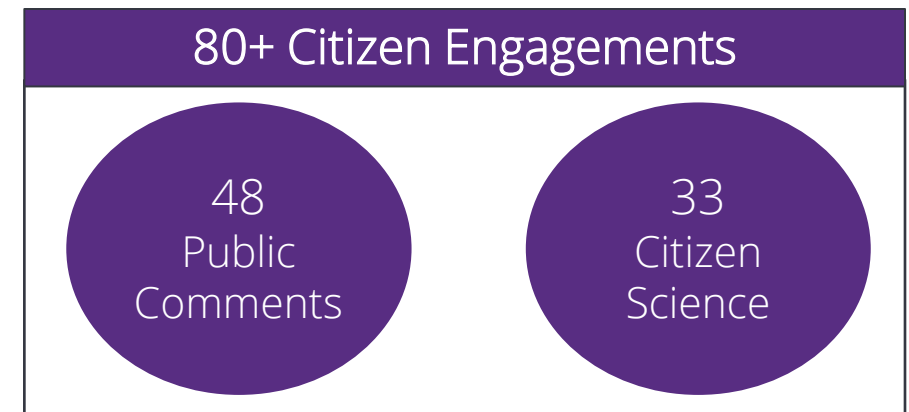 80+ Citizen Engagements
48
Public
Comments
33
Citizen
Science